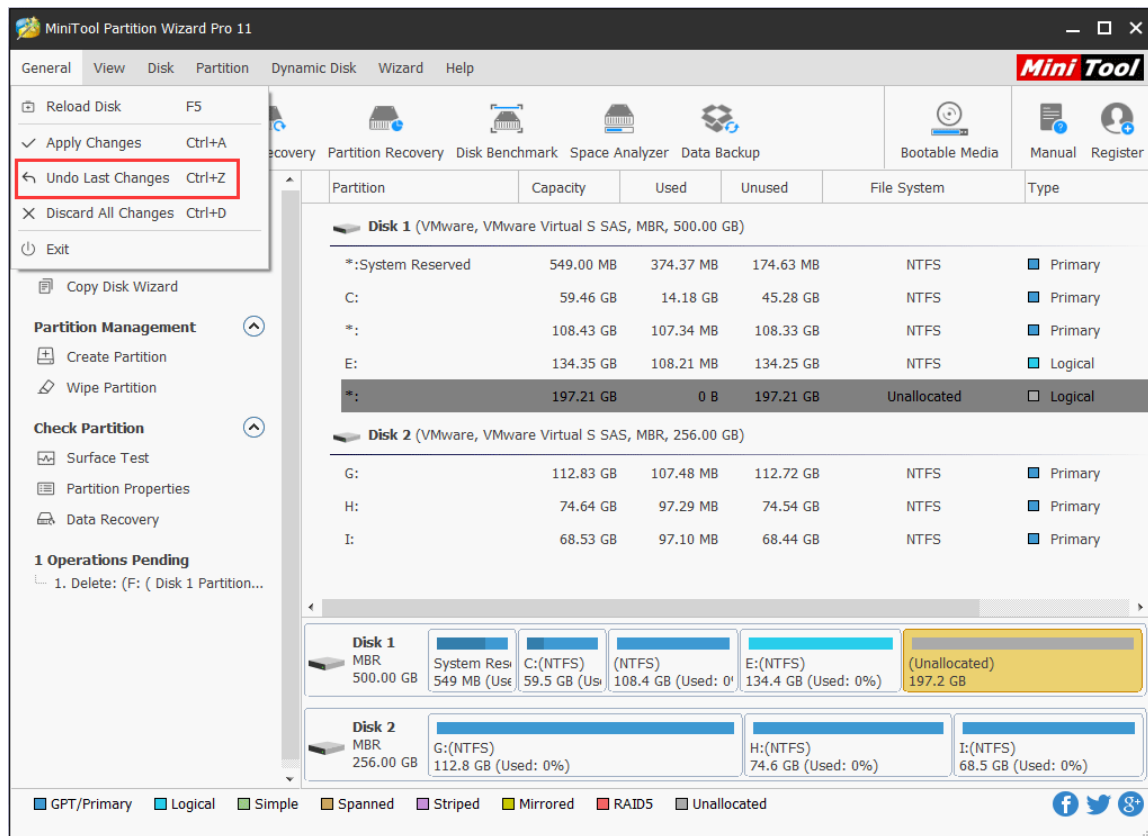 MiniTool Partition Wizard Pro 11
General View Disk Partition Dynamic Disk Wizard Help
Mini Tool
Reload Disk F5
Apply Changes Ctrl+A
Undo Last Changes Ctrl+Z
Discard All Changes Ctrl+D
Exit
Partition Recovery Disk Benchmark Space Analyzer Data Backup Bootable Media Manual Register
Copy Disk Wizard
Partition Management
Create Partition
Wipe Partition
Check Partition
Surface Test
Partition Properties
Data Recovery
1 Operations Pending
1. Delete: (F: ( Disk 1 Partition...
Partition Capacity Used Unused File System Type
Disk 1 (VMware, VMware Virtual S SAS, MBR, 500.00 GB)
*:System Reserved 549.00 MB 374.37 MB 174.63 MB NTFS Primary
C: 59.46 GB 14.18 GB 45.28 GB NTFS Primary
*: 108.43 GB 107.34 MB 108.33 GB NTFS Primary
E: 134.35 GB 108.21 MB 134.25 GB NTFS Logical
*: 197.21 GB 0 B 197.21 GB Unallocated Logical
Disk 2 (VMware, VMware Virtual S SAS, MBR, 256.00 GB)
G: 112.83 GB 107.48 MB 112.72 GB NTFS Primary
H: 74.64 GB 97.29 MB 74.54 GB NTFS Primary
I: 68.53 GB 97.10 MB 68.44 GB NTFS Primary
Disk 1
MBR
500.00 GB
System Res
549 MB (Use
C:(NTFS)
59.5 GB (Us
(NTFS)
108.4 GB (Used: 0
E:(NTFS)
134.4 GB (Used: 0%)
(Unallocated)
197.2 GB
Disk 2
MBR
256.00 GB
G:(NTFS)
112.8 GB (Used: 0%)
H:(NTFS)
74.6 GB (Used: 0%)
I:(NTFS)
68.5 GB (Used: 0%)
GPT/Primary Logical Simple Spanned Striped Mirrored RAID5 Unallocated